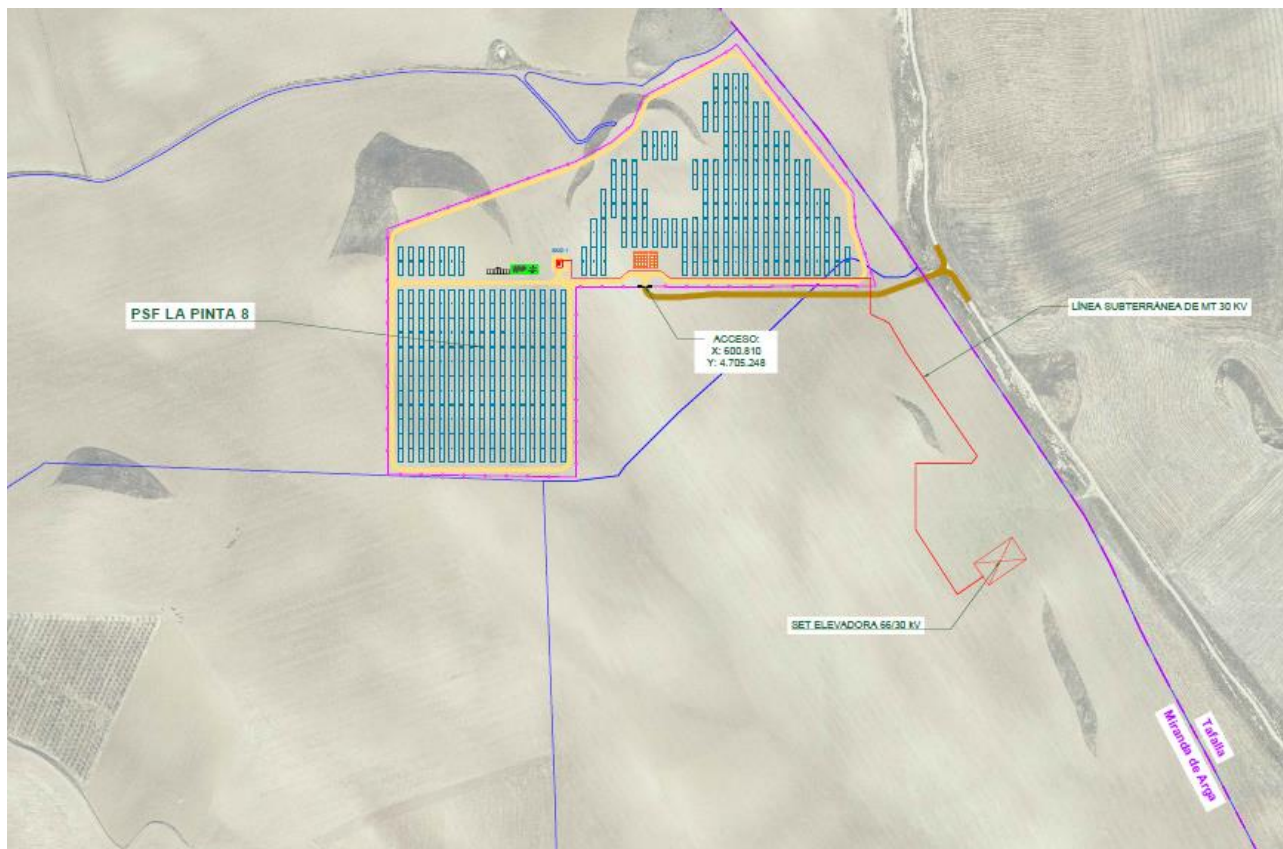 PSF LA PINTA 8
ACCESO:
X: 600.810
Y: 4.705.248
LÍNEA SUBTERRÁNEA DE MT 30 KV
SET ELEVADORA 66/30 kV
Tafalla
Miranda de Arga